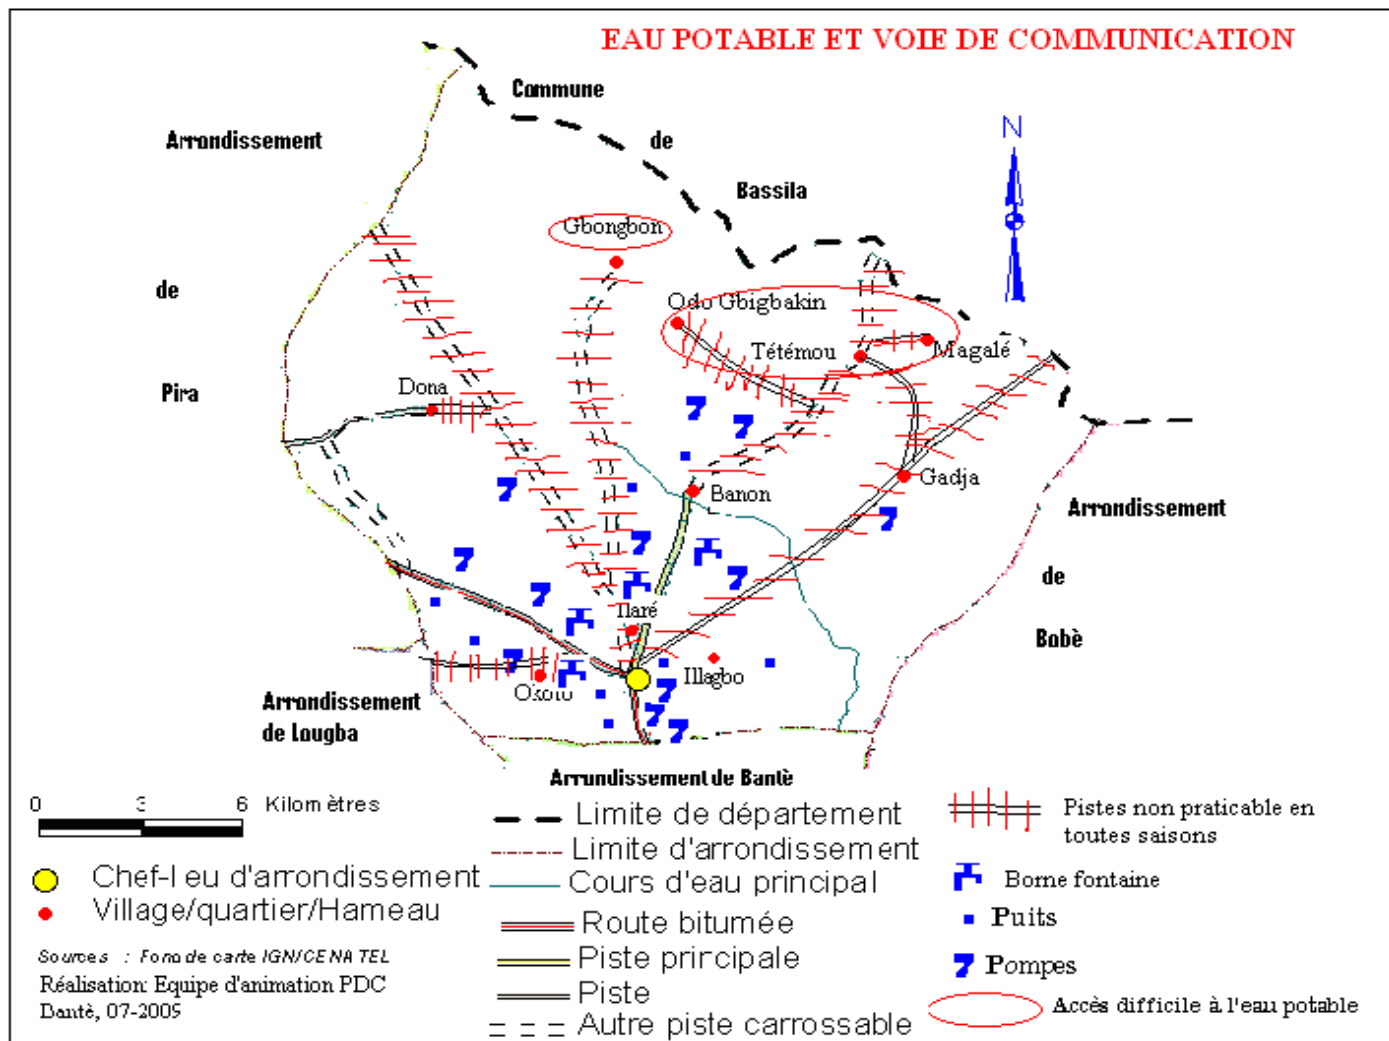 EAU POTABLE ET VOIE DE COMMUNICATION
Commune
de
Bassila
Arrondissement
de
Pira
N
Gbongbon
Odo Gbigbakin
Tétémou
Magalé
Dona
Banon
Gadja
Arrondissement
de
Bobè
Ilaré
Illagbo
Okoto
Arrondissement
de Lougba
Arrondissement de Bantè
0 3 6 Kilomètres
Chef-lieu d'arrondissement
Village/quartier/Hameau
Sources : Fond de carte IGN/CENATEL
Réalisation: Equipe d'animation PDC
Bantè, 07-2005
Limite de département
Limite d'arrondissement
Cours d'eau principal
Route bitumée
Piste principale
Piste
Autre piste carrossable
Pistes non praticable en
toutes saisons
Borne fontaine
Puits
Pompes
Accès difficile à l'eau potable